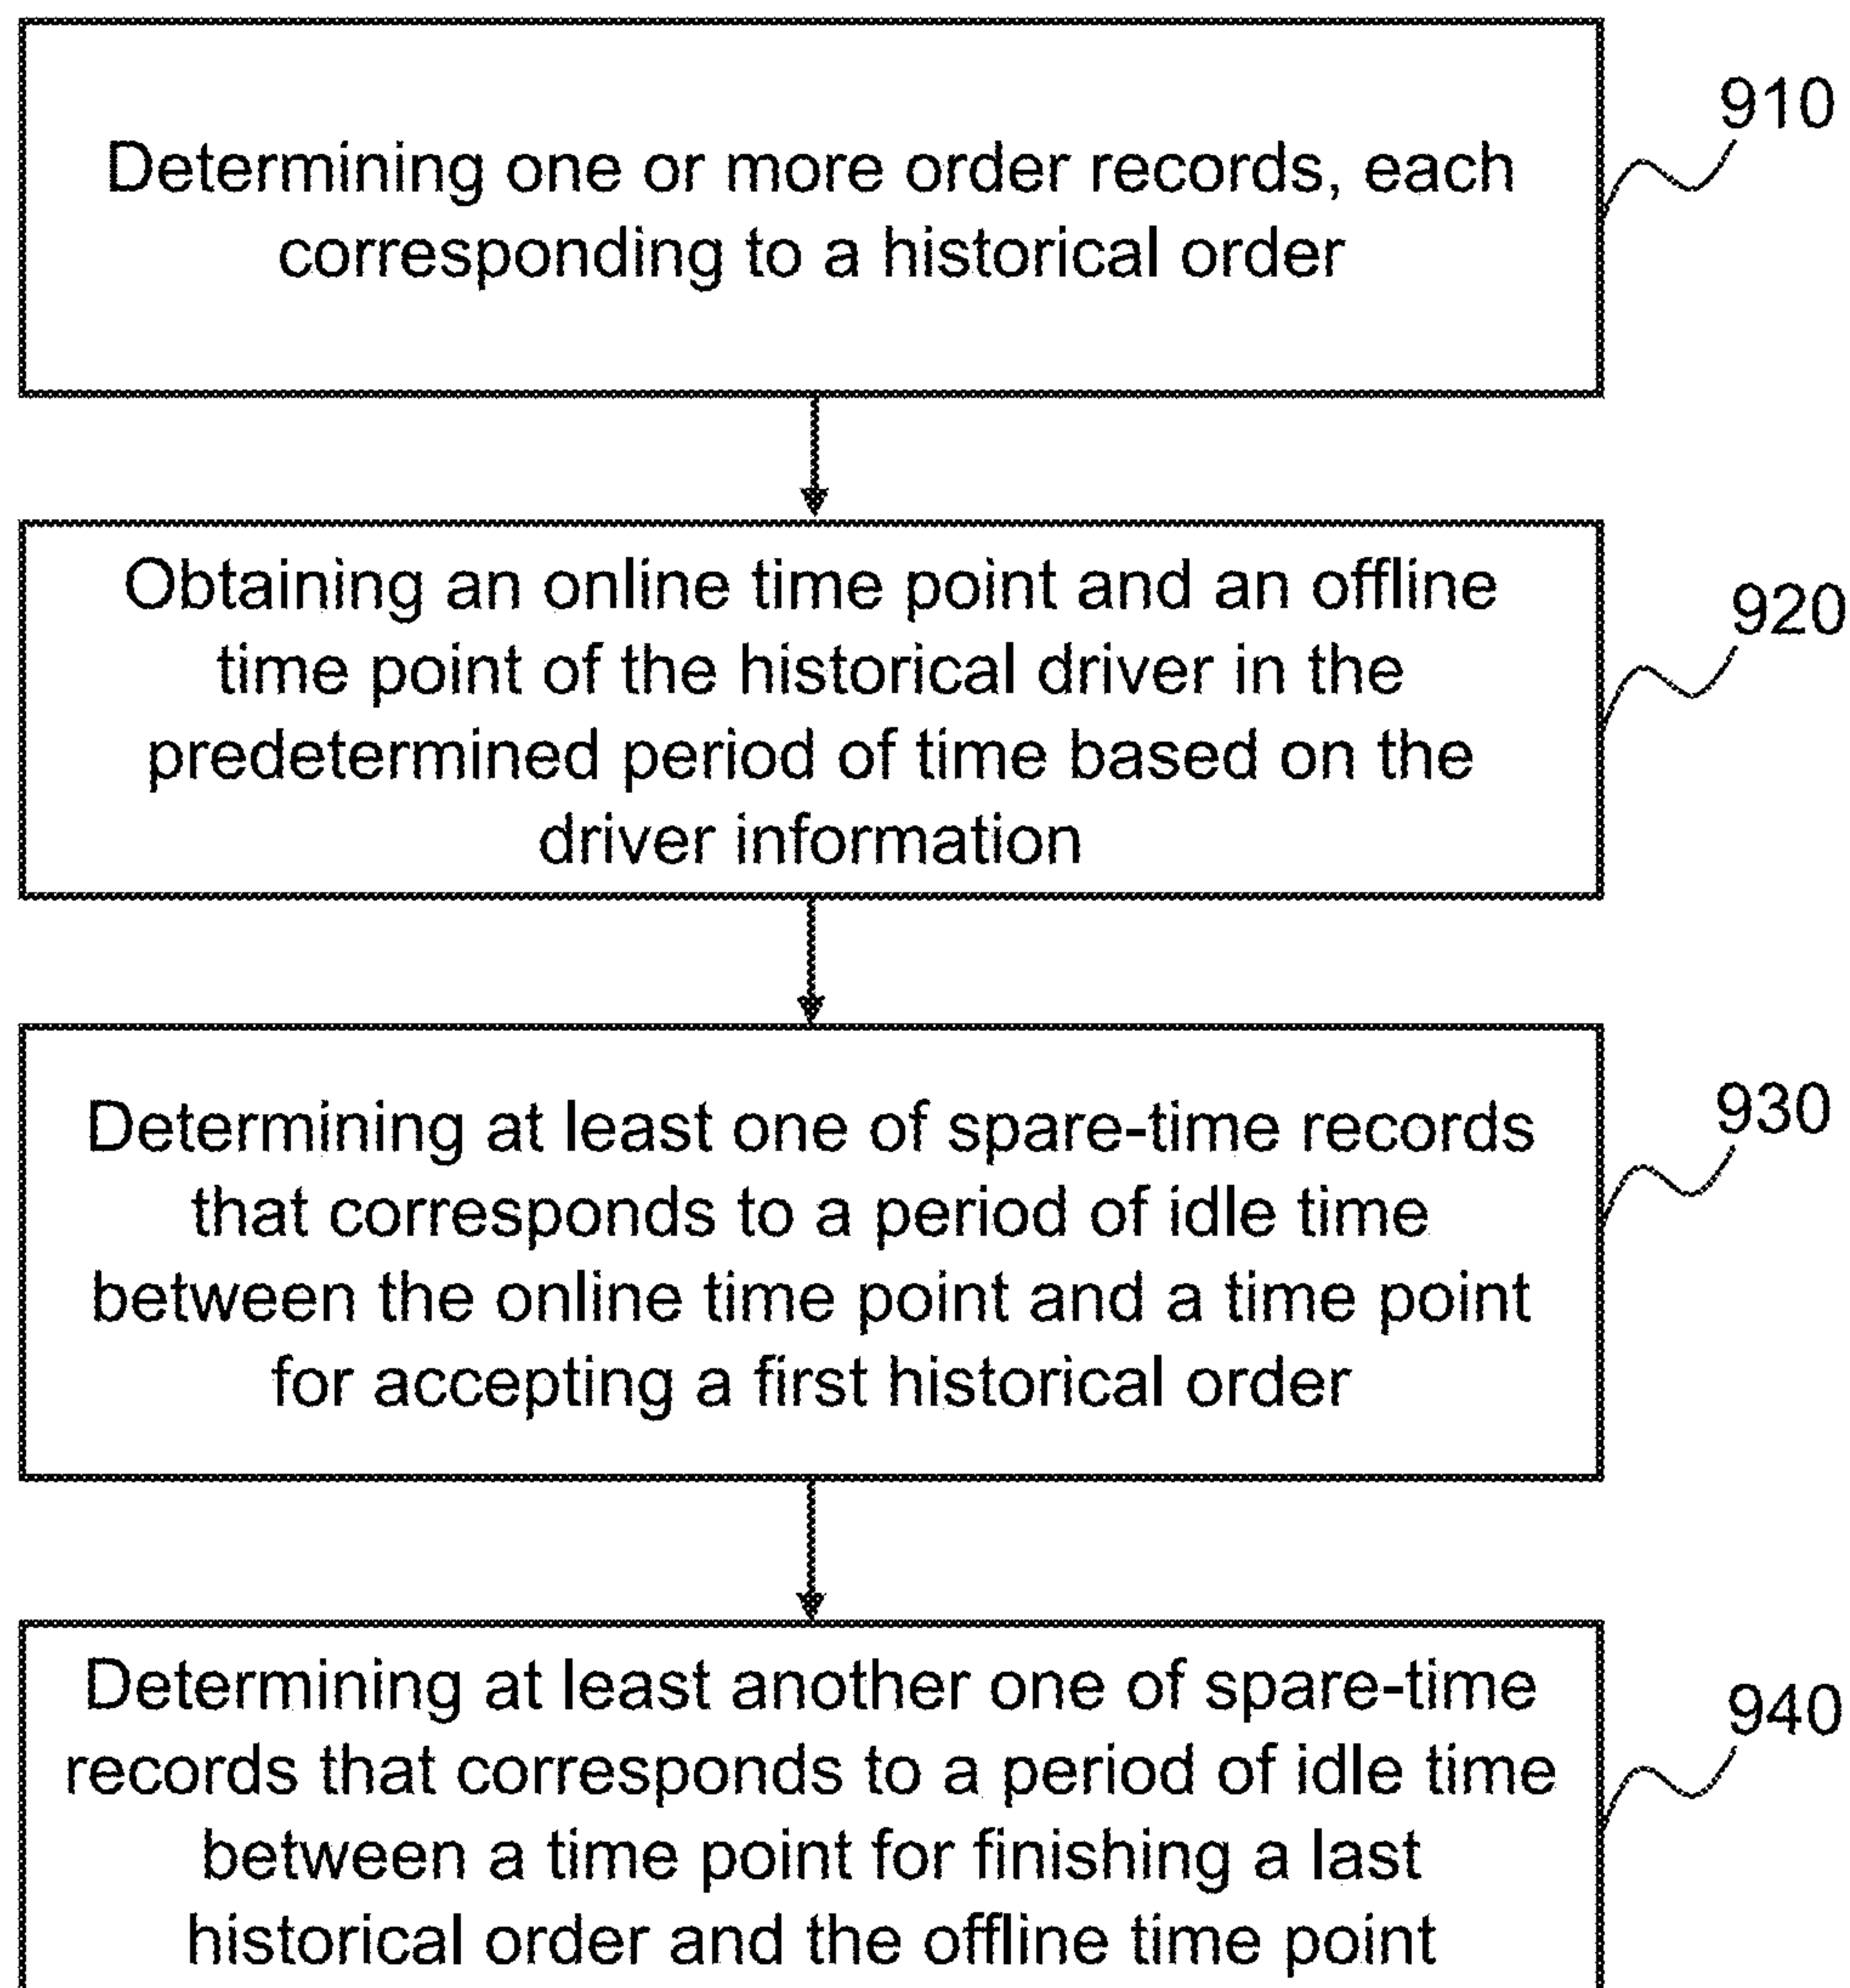 Determining one or more order records, each
corresponding to a historical order
910
Obtaining an online time point and an offline
time point of the historical driver in the
predetermined period of time based on the
driver information
920
Determining at least one of spare-time records
that corresponds to a period of idle time
between the online time point and a time point
for accepting a first historical order
930
Determining at least another one of spare-time
records that corresponds to a period of idle time
between a time point for finishing a last
historical order and the offline time point
940